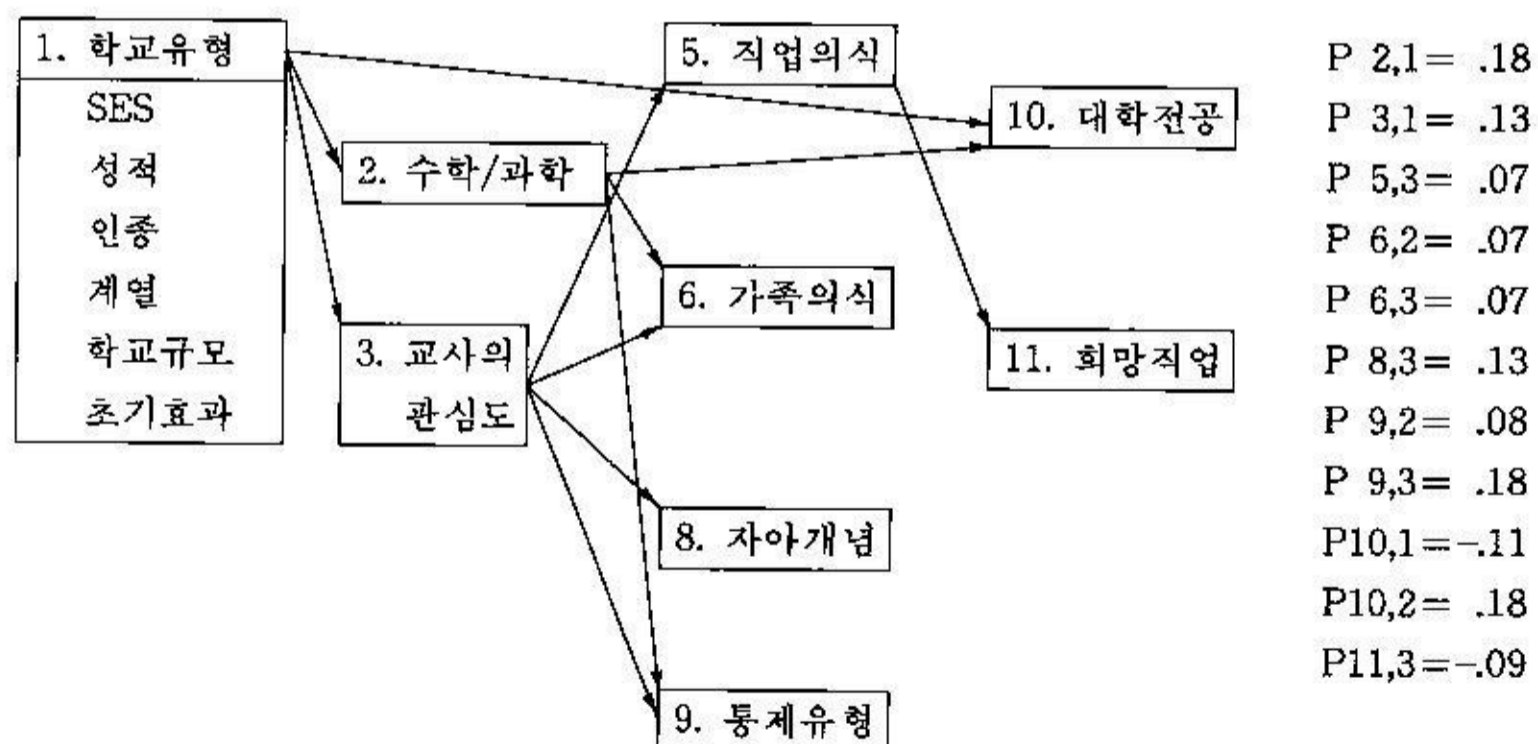 1. 학교유형
SES
성적
인종
계열
학교규모
초기효과
2. 수학/과학
3. 교사의
관심도
5. 직업의식
6. 가족의식
8. 자아개념
9. 통제유형
10. 대학전공
11. 희망직업
P 2,1= .18
P 3,1= .13
P 5,3= .07
P 6,2= .07
P 6,3= .07
P 8,3= .13
P 9,2= .08
P 9,3= .18
P10,1=-.11
P10,2= .18
P11,3=-.09